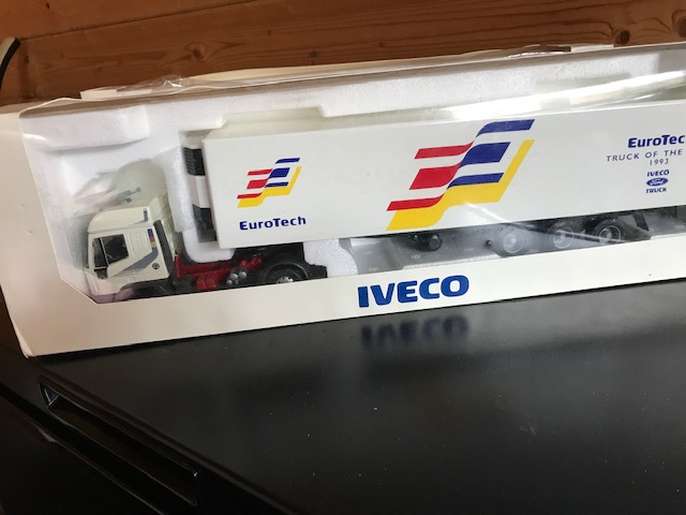 EuroTech
EuroTech
TRUCK OF THE
1993
IVECO
Ford
TRUCK
IVECO